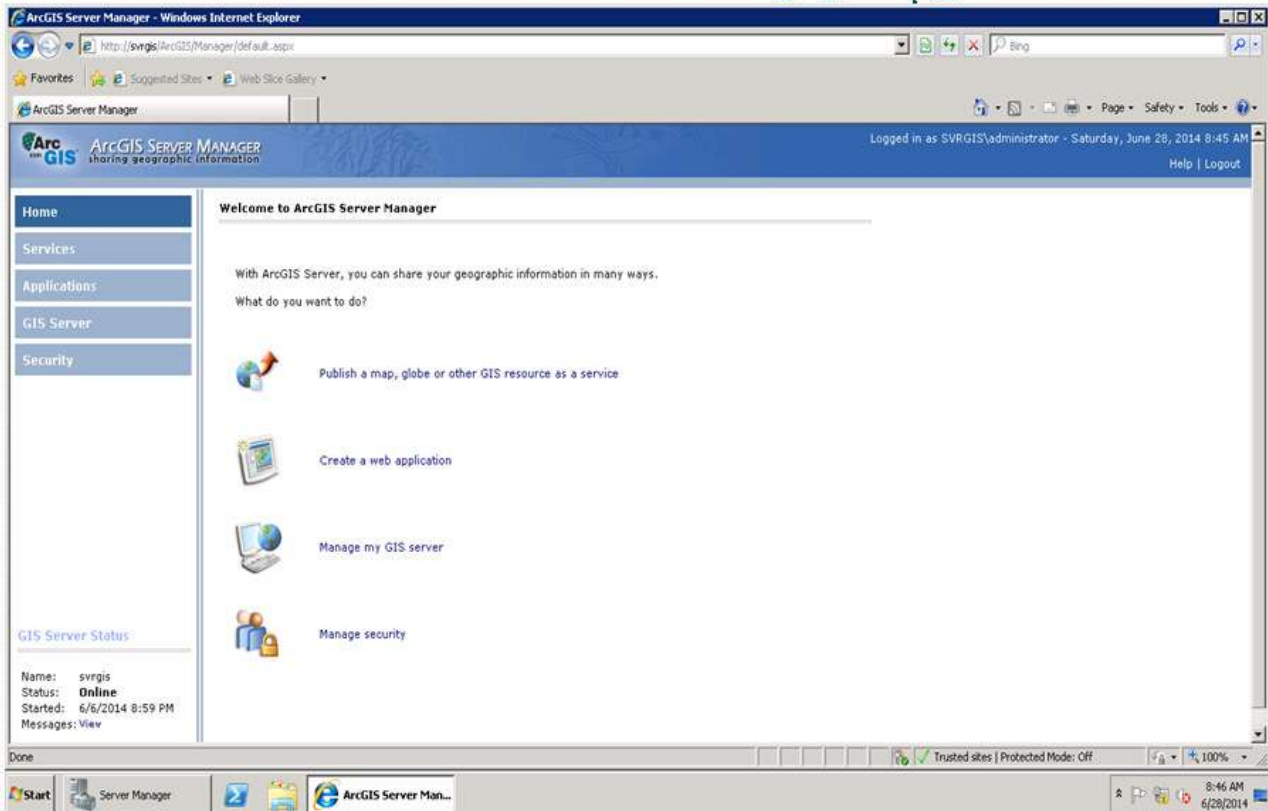 ArcGIS Server Manager - Windows Internet Explorer
http://svrgis/ArcGIS/Manager/default.aspx
Bing
Favorites
Suggested Sites
Web Slice Gallery
ArcGIS Server Manager
Page
Safety
Tools
Arc GIS
ArcGIS Server Manager
sharing geographic information
Logged in as SVRGIS\administrator - Saturday, June 28, 2014 8:45 AM
Help | Logout
Home
Services
Applications
GIS Server
Security
Welcome to ArcGIS Server Manager
With ArcGIS Server, you can share your geographic information in many ways.
What do you want to do?
Publish a map, globe or other GIS resource as a service
Create a web application
Manage my GIS server
Manage security
GIS Server Status
Name: svrgis
Status: Online
Started: 6/6/2014 8:59 PM
Messages: View
Done
Trusted sites | Protected Mode: Off
100%
Start
Server Manager
ArcGIS Server Man...
8:46 AM
6/28/2014